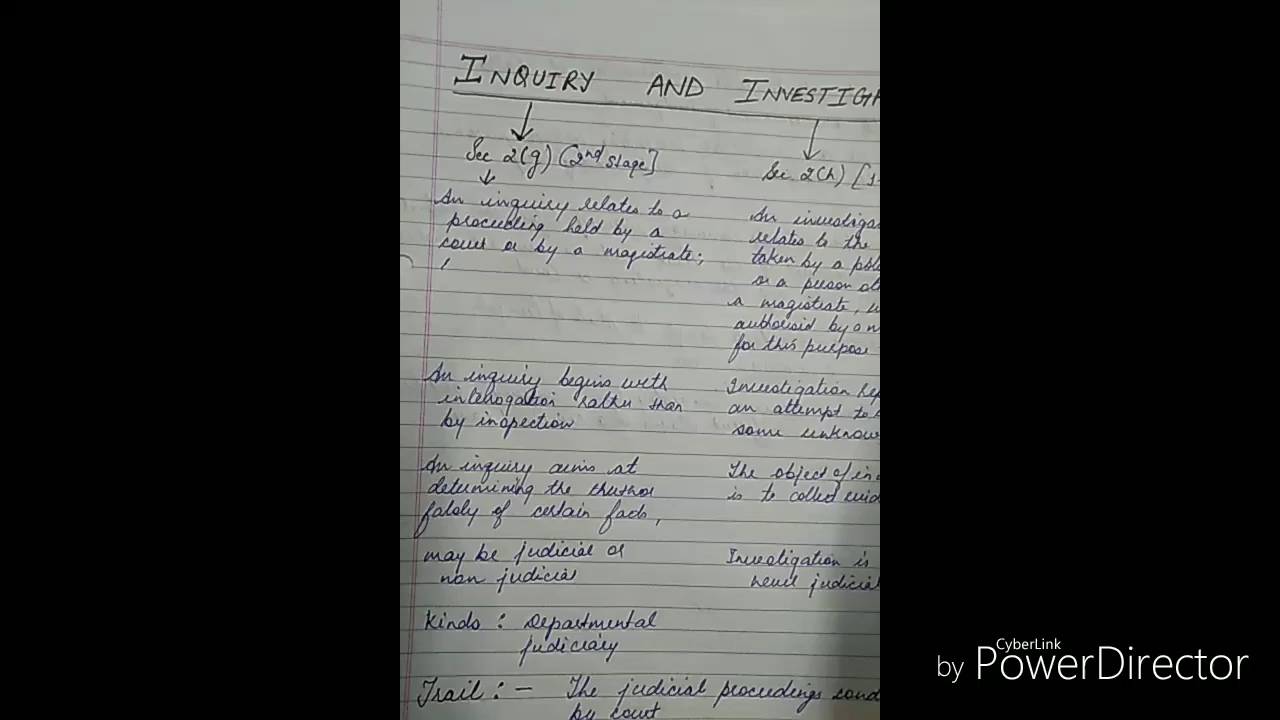 INQUIRY AND INVESTIGA
Sec 2(g) (2nd stage]
An inquiry relates to a
proceeding held by a
court or by a magistrate;
An inquiry begins with
interrogation rather than
by inspection
An inquiry aims at
determining the truth or
falsly of certain facts,
may be judicial or
non judicial
Kinds : Departmental
judiciary
Sec 2(h) [1
An investiga
relates to the
taken by a pol
or a person ot
a magistrate, w
authorised by a m
for this purpose
Investigation
an attempt to
some unknow
The object of in
is to collect evid
Investigation is
never judicial
Trail : - The judicial proceedings cond
by court
CyberLink
by PowerDirector